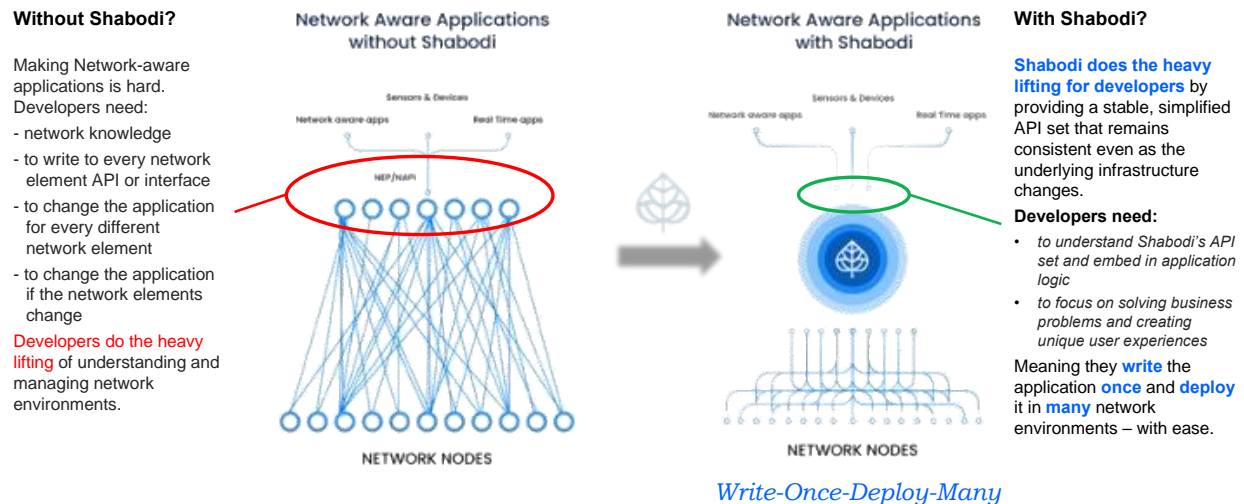 Without Shabodi?
Making Network-aware
applications is hard.
Developers need:
- network knowledge
- to write to every network
element API or interface
- to change the application
for every different
network element
- to change the application
if the network elements
change
Developers do the heavy
lifting of understanding and
managing network
environments.
Network Aware Applications
without Shabodi
Sensors & Devices
Network aware apps
Real Time apps
NEP/NAPI
NETWORK NODES
Network Aware Applications
with Shabodi
Sensors & Devices
Network aware apps
Real Time apps
NETWORK NODES
Write-Once-Deploy-Many
With Shabodi?
Shabodi does the heavy
lifting for developers by
providing a stable, simplified
API set that remains
consistent even as the
underlying infrastructure
changes.
Developers need:
• to understand Shabodi's API
set and embed in application
logic
• to focus on solving business
problems and creating
unique user experiences
Meaning they write the
application once and deploy
it in many network
environments – with ease.